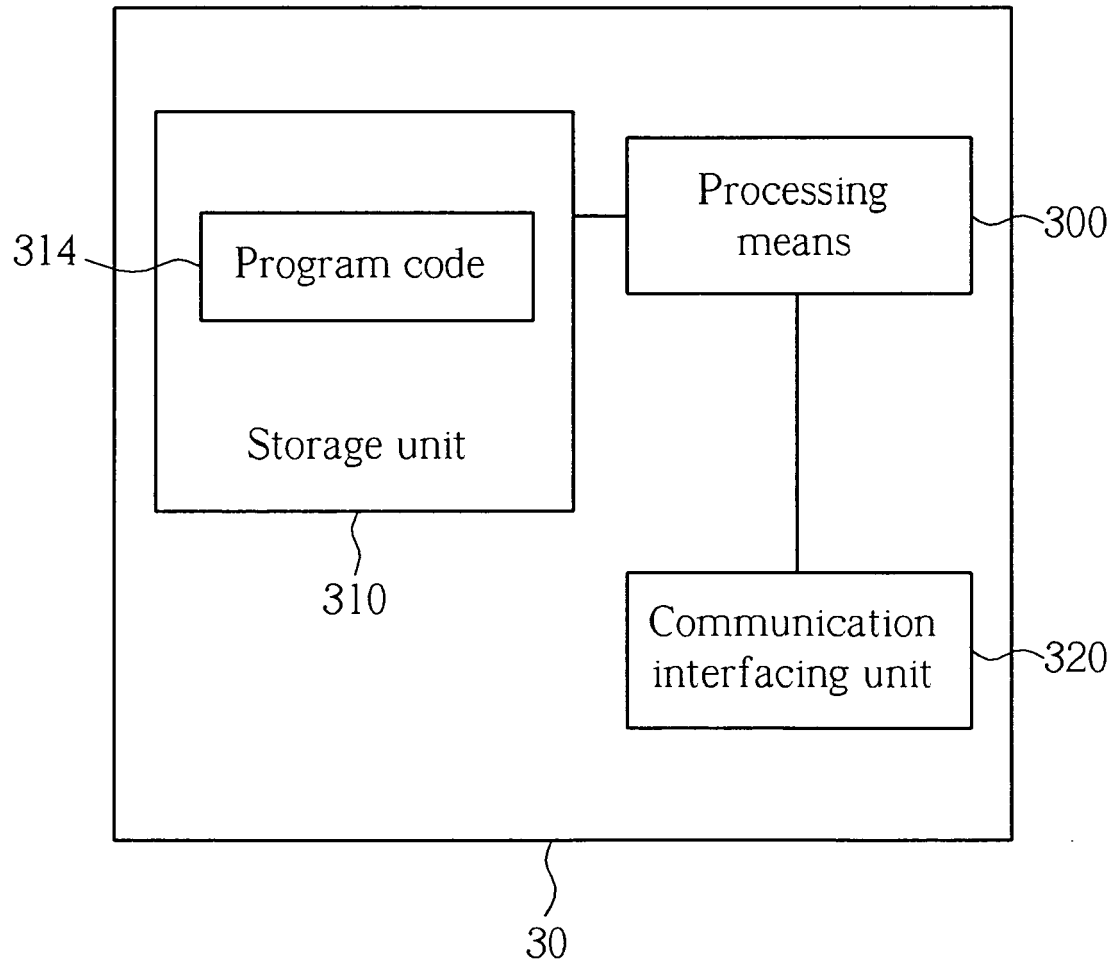 Processing
means
300
314
Program code
Storage unit
310
Communication
interfacing unit
320
30